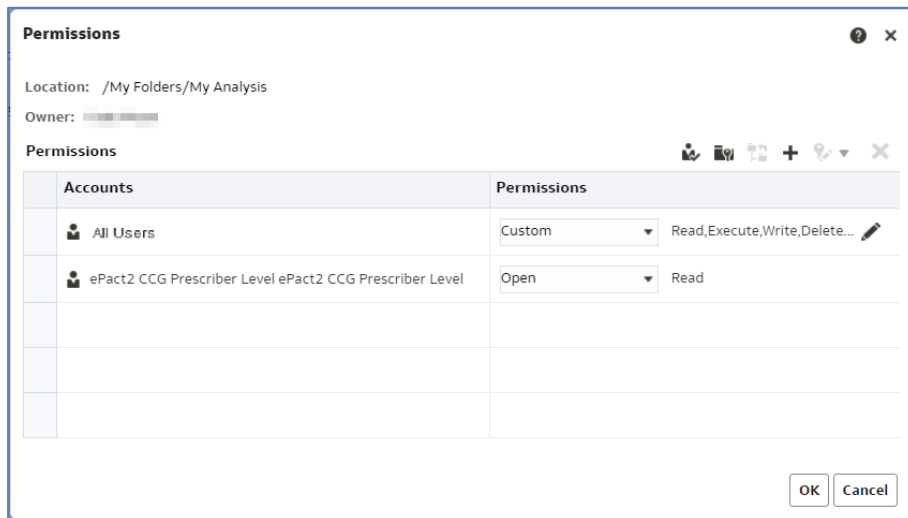 Permissions
Location: /My Folders/My Analysis
Owner:
Permissions
Accounts Permissions
All Users Custom Read,Execute,Write,Delete...
ePact2 CCG Prescriber Level ePact2 CCG Prescriber Level Open Read
OK Cancel